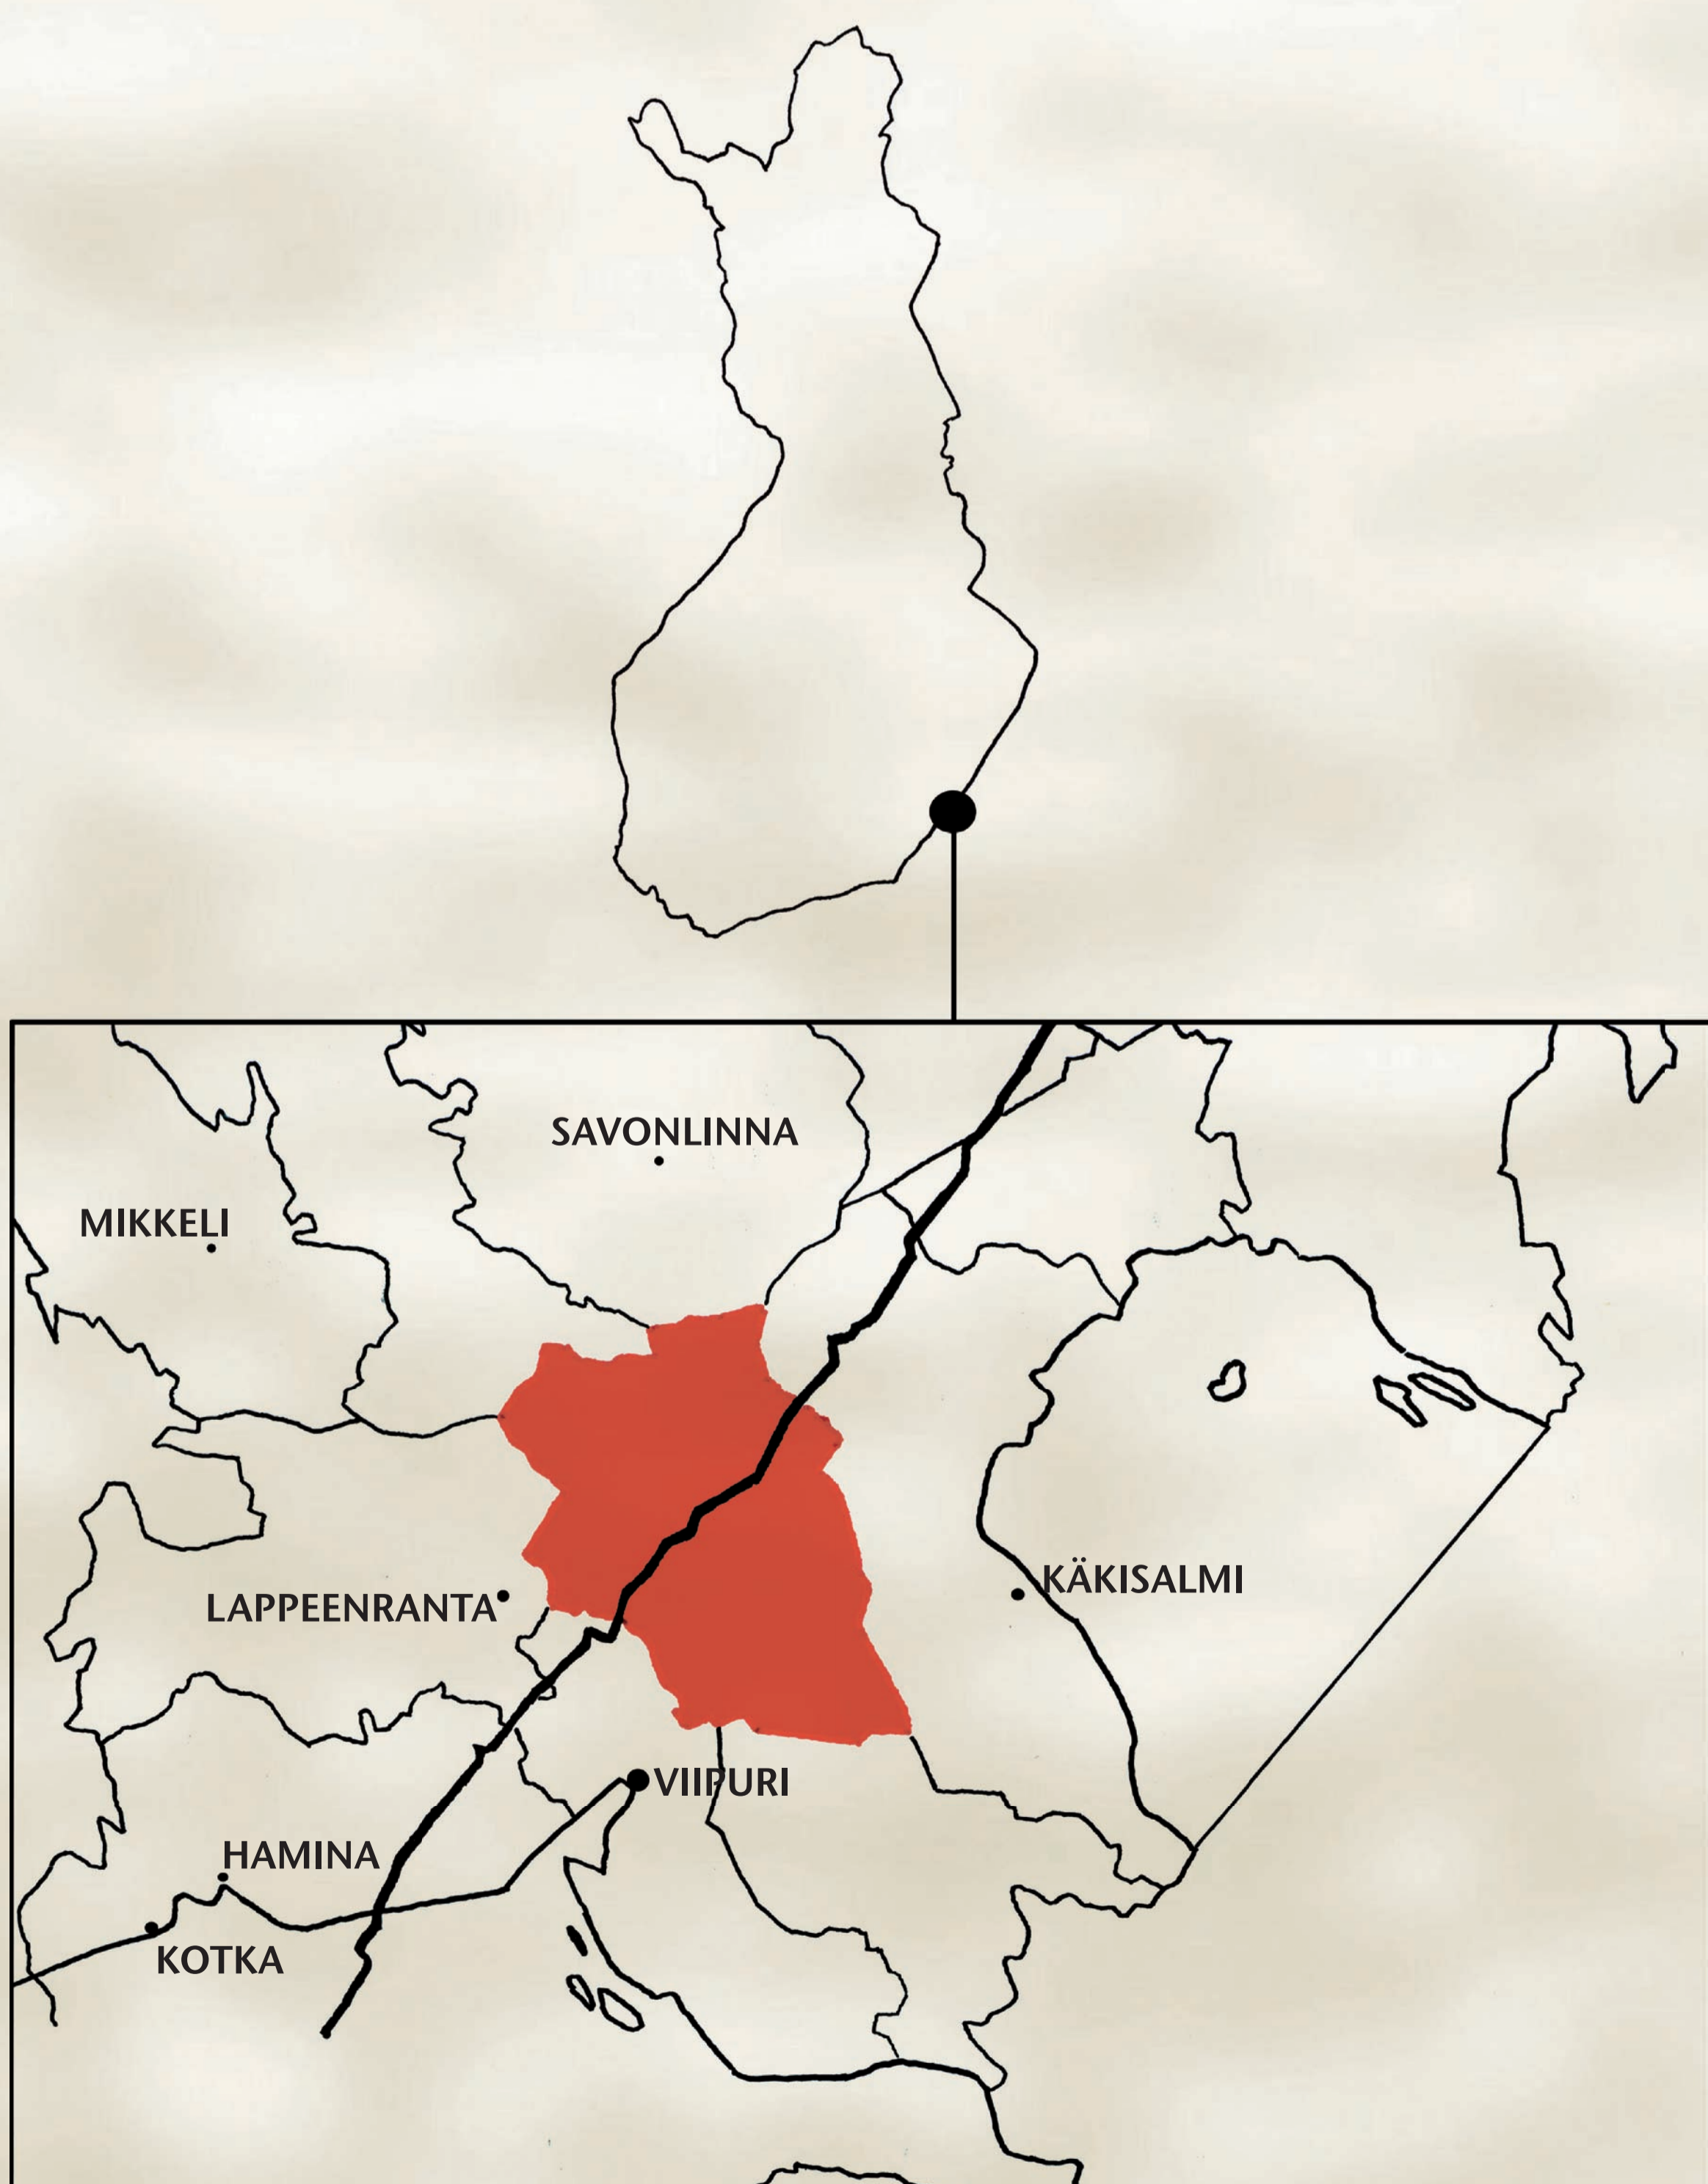 SAVONLINNA
MIKKELI
KÄKISALMI
LAPPEENRANTA
VIIPURI
HAMINA
KOTKA